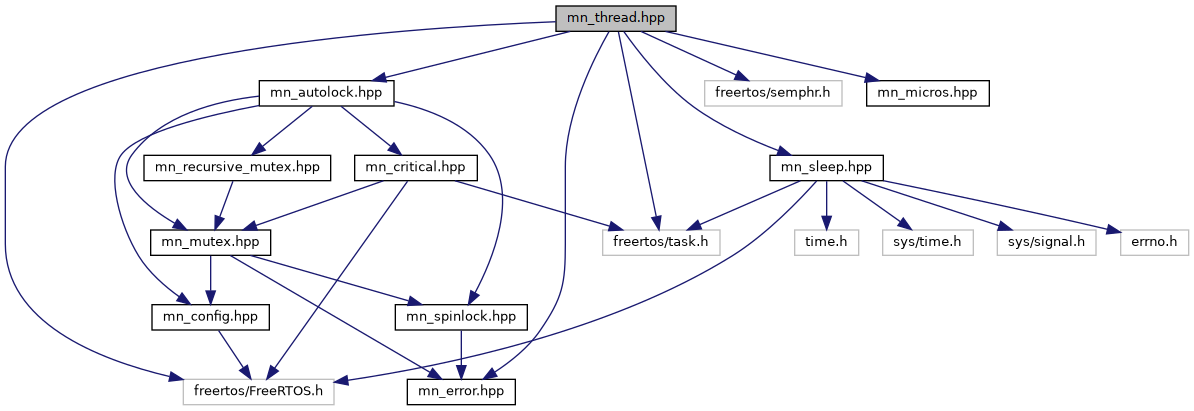 mn_thread.hpp
mn_autolock.hpp
freertos/semphr.h
mn_micros.hpp
mn_recursive_mutex.hpp
mn_critical.hpp
mn_sleep.hpp
mn_mutex.hpp
freertos/task.h
time.h
sys/time.h
sys/signal.h
errno.h
mn_config.hpp
mn_spinlock.hpp
freertos/FreeRTOS.h
mn_error.hpp